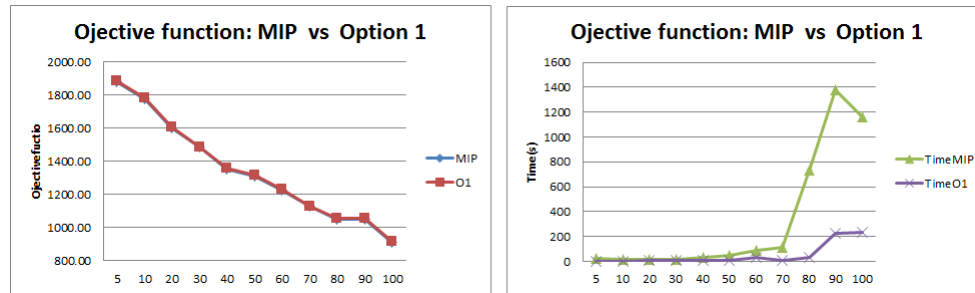 Ojective function: MIP vs Option 1
Ojectivefuctio
2000.00
1800.00
1600.00
1400.00
1200.00
1000.00
800.00
5 10 20 30 40 50 60 70 80 90 100
MIP
O1
Ojective function: MIP vs Option 1
Time(s)
1600
1400
1200
1000
800
600
400
200
0
5 10 20 30 40 50 60 70 80 90 100
TimeMIP
TimeO1